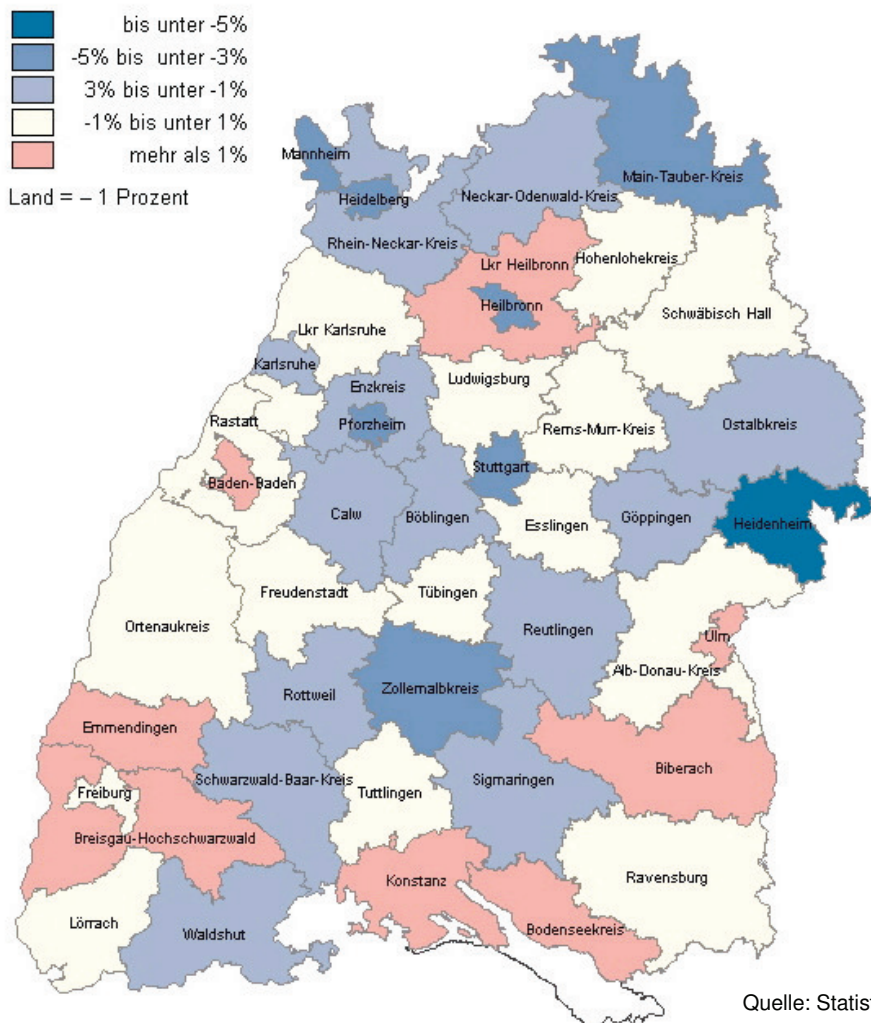 bis unter -5%
-5% bis unter -3%
3% bis unter -1%
-1% bis unter 1%
mehr als 1%
Land = – 1 Prozent
Mannheim
Main-Tauber-Kreis
Heidelberg
Neckar-Odenwald-Kreis
Rhein-Neckar-Kreis
Hohenlohekreis
Lkr Heilbronn
Heilbronn
Schwäbisch Hall
Lkr Karlsruhe
Karlsruhe
Ludwigsburg
Enzkreis
Rastatt
Pforzheim
Rems-Murr-Kreis
Ostalbkreis
Stuttgart
Baden-Baden
Calw
Böblingen
Esslingen
Göppingen
Heidenheim
Freudenstadt
Tübingen
Ortenaukreis
Reutlingen
Ulm
Alb-Donau-Kreis
Rottweil
Zollernalbkreis
Emmendingen
Schwarzwald-Baar-Kreis
Sigmaringen
Biberach
Freiburg
Tuttlingen
Breisgau-Hochschwarzwald
Konstanz
Ravensburg
Lörrach
Waldshut
Bodenseekreis
Quelle: Statis